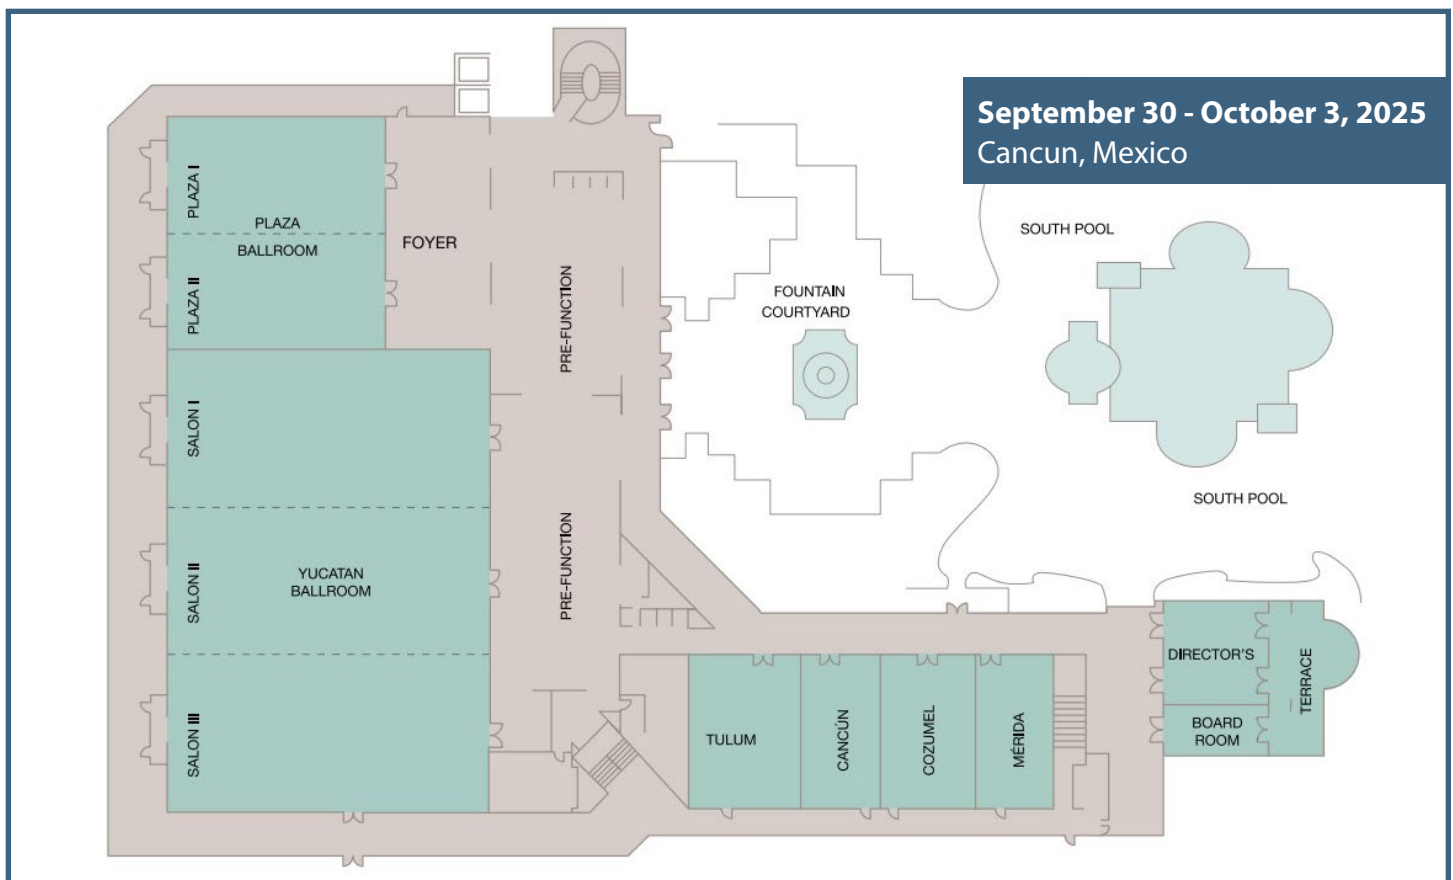 September 30 - October 3, 2025
Cancun, Mexico
PLAZA I
PLAZA
BALLROOM
PLAZA II
FOYER
PRE-FUNCTION
FOUNTAIN
COURTYARD
SOUTH POOL
SALON I
SALON II
YUCATAN
BALLROOM
PRE-FUNCTION
SOUTH POOL
SALON III
TULUM
CANCÚN
COZUMEL
MÉRIDA
DIRECTOR'S
BOARD
ROOM
TERRACE